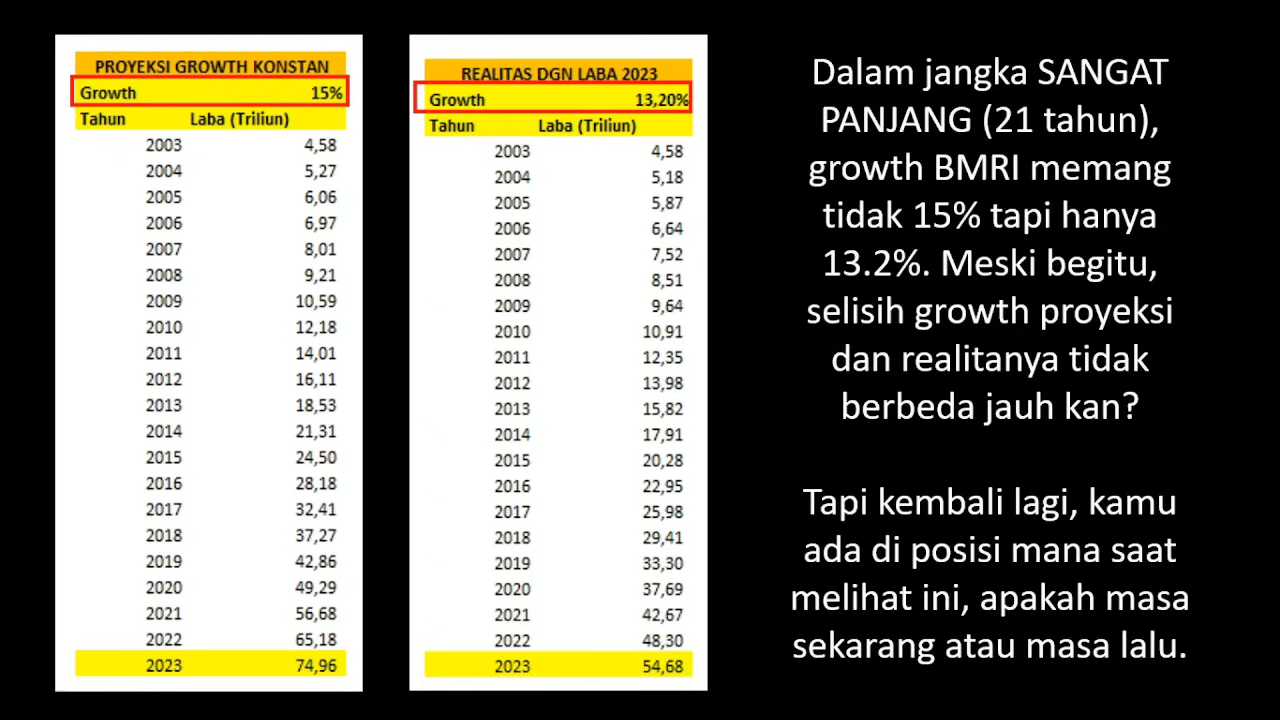 PROYEKSI GROWTH KONSTAN
Growth 15%
Tahun Laba (Triliun)
2003 4,58
2004 5,27
2005 6,06
2006 6,97
2007 8,01
2008 9,21
2009 10,59
2010 12,18
2011 14,01
2012 16,11
2013 18,53
2014 21,31
2015 24,50
2016 28,18
2017 32,41
2018 37,27
2019 42,86
2020 49,29
2021 56,68
2022 65,18
2023 74,96
REALITAS DGN LABA 2023
Growth 13,20%
Tahun Laba (Triliun)
2003 4,58
2004 5,18
2005 5,87
2006 6,64
2007 7,52
2008 8,51
2009 9,64
2010 10,91
2011 12,35
2012 13,98
2013 15,82
2014 17,91
2015 20,28
2016 22,95
2017 25,98
2018 29,41
2019 33,30
2020 37,69
2021 42,67
2022 48,30
2023 54,68
Dalam jangka SANGAT
PANJANG (21 tahun),
growth BMRI memang
tidak 15% tapi hanya
13.2%. Meski begitu,
selisih growth proyeksi
dan realitanya tidak
berbeda jauh kan?
Tapi kembali lagi, kamu
ada di posisi mana saat
melihat ini, apakah masa
sekarang atau masa lalu.